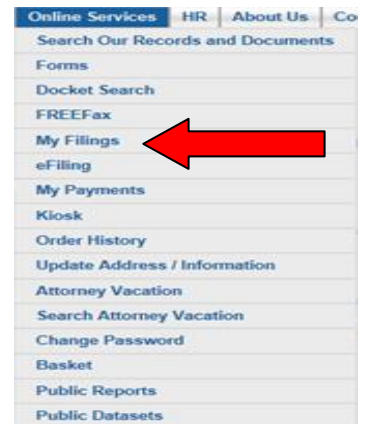 Online Services HR About Us Co
Search Our Records and Documents
Forms
Docket Search
FREEFax
My Filings
eFiling
My Payments
Kiosk
Order History
Update Address / Information
Attorney Vacation
Search Attorney Vacation
Change Password
Basket
Public Reports
Public Datasets